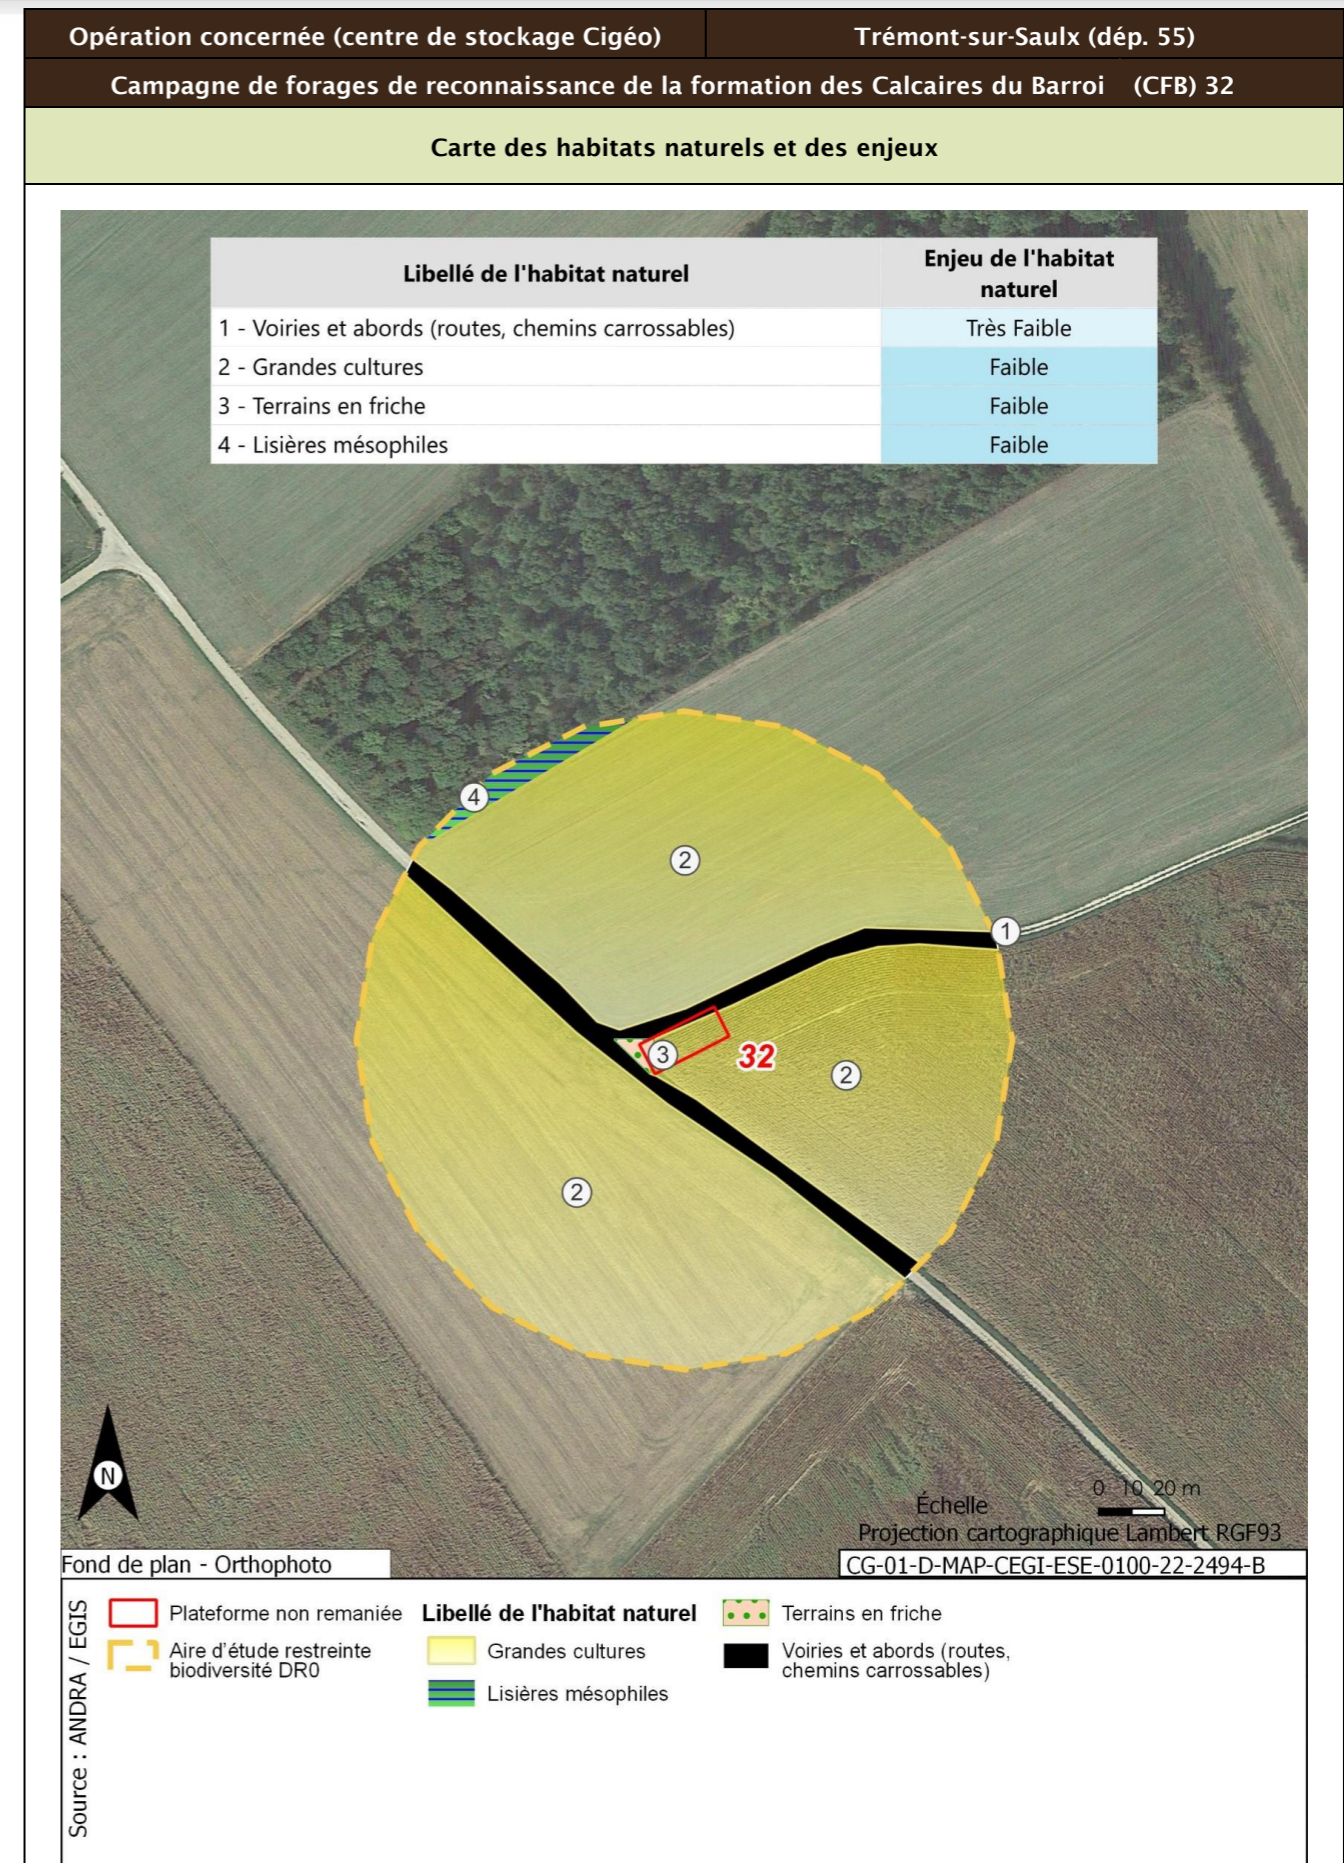 Opération concernée (centre de stockage Cigéo)
Trémont-sur-Saulx (dép. 55)
Campagne de forages de reconnaissance de la formation des Calcaires du Barroi (CFB) 32
Carte des habitats naturels et des enjeux
Libellé de l'habitat naturel
Enjeu de l'habitat
naturel
1 - Voiries et abords (routes, chemins carrossables)
Très Faible
2 - Grandes cultures
Faible
3 - Terrains en friche
Faible
4 - Lisières mésophiles
Faible
4
2
1
3
32
2
2
N
0 10 20 m
Échelle
Projection cartographique Lambert RGF93
Fond de plan - Orthophoto
CG-01-D-MAP-CEGI-ESE-0100-22-2494-B
Source : ANDRA / EGIS
Plateforme non remaniée
Aire d'étude restreinte
biodiversité DR0
Libellé de l'habitat naturel
Grandes cultures
Lisières mésophiles
Terrains en friche
Voiries et abords (routes,
chemins carrossables)